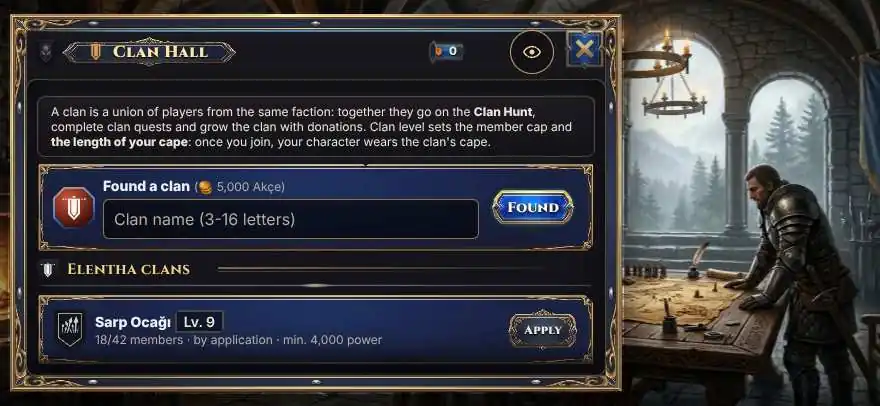 CLAN HALL
0
A clan is a union of players from the same faction: together they go on the Clan Hunt,
complete clan quests and grow the clan with donations. Clan level sets the member cap and
the length of your cape: once you join, your character wears the clan's cape.
Found a clan (5,000 Akçe)
Clan name (3-16 letters)
FOUND
ELENTHA CLANS
Sarp Ocağı Lv. 9
18/42 members · by application · min. 4,000 power
APPLY